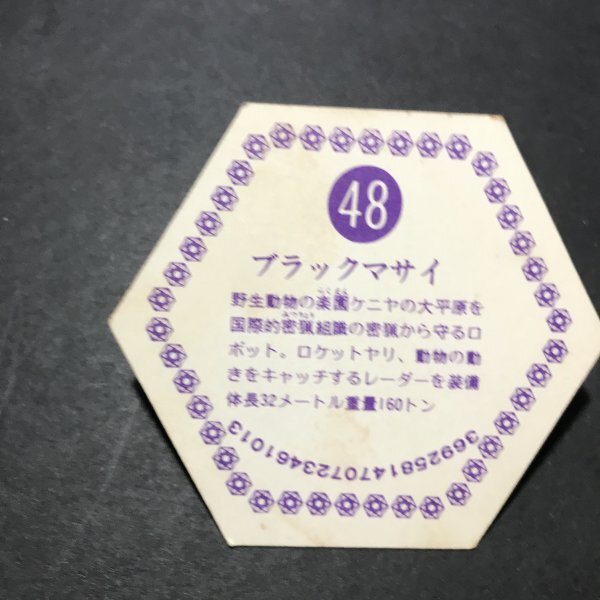 48
ブラックマサイ
野生動物の楽園ケニヤの大平原を
国際的密猟組識の密猟から守るロ
ボット。ロケットヤリ、動物の動
きをキャッチするレーダーを装備
体長32メートル重量160トン
3692581470723461013